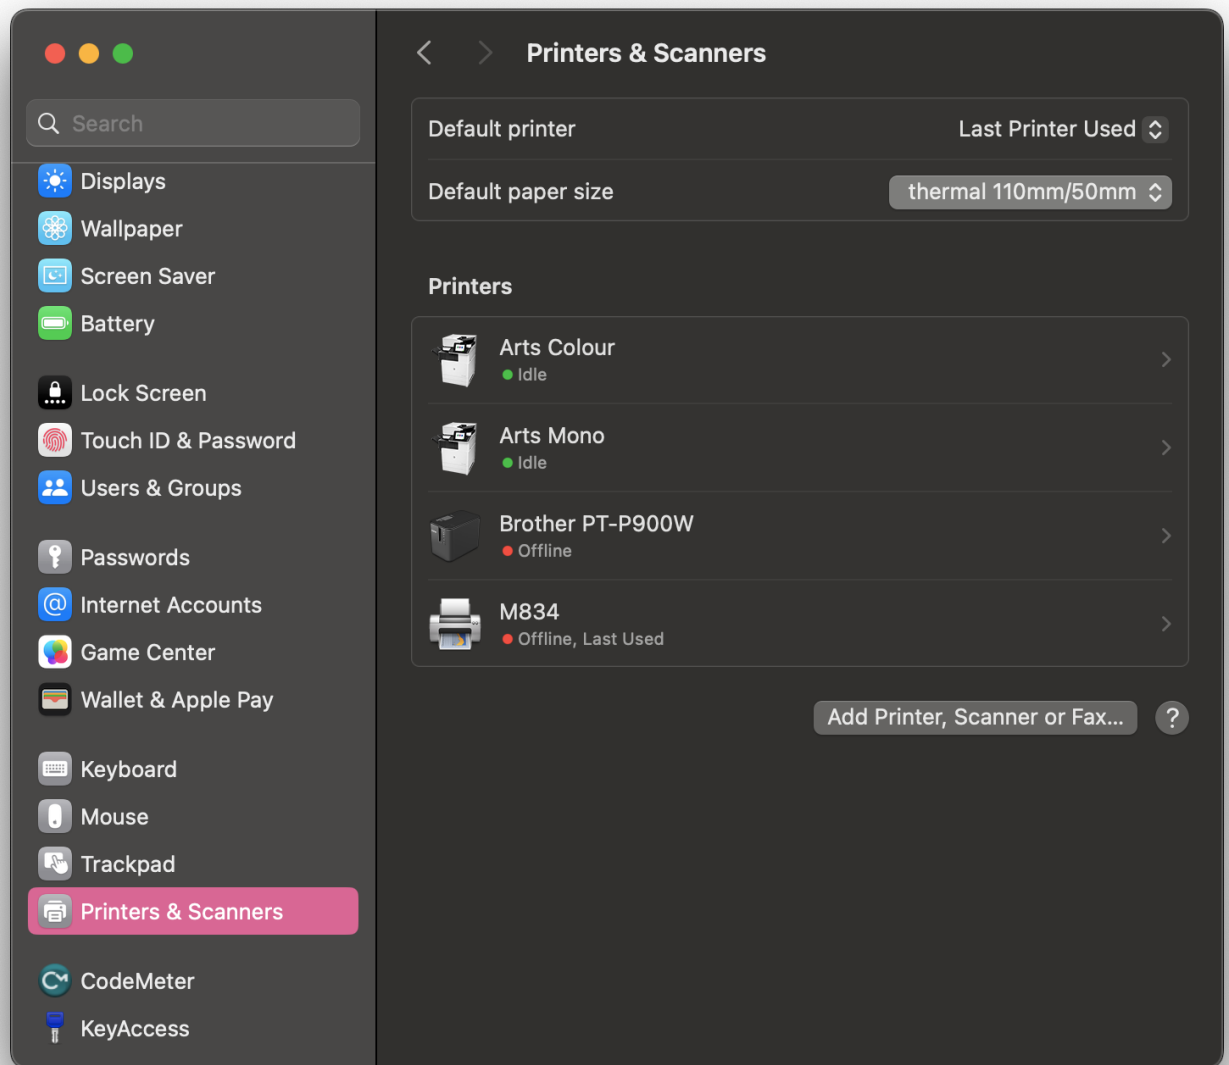 Search
Displays
Wallpaper
Screen Saver
Battery
Lock Screen
Touch ID & Password
Users & Groups
Passwords
Internet Accounts
Game Center
Wallet & Apple Pay
Keyboard
Mouse
Trackpad
Printers & Scanners
CodeMeter
KeyAccess
Printers & Scanners
Default printer Last Printer Used
Default paper size thermal 110mm/50mm
Printers
Arts Colour
Idle
Arts Mono
Idle
Brother PT-P900W
Offline
M834
Offline, Last Used
Add Printer, Scanner or Fax... ?